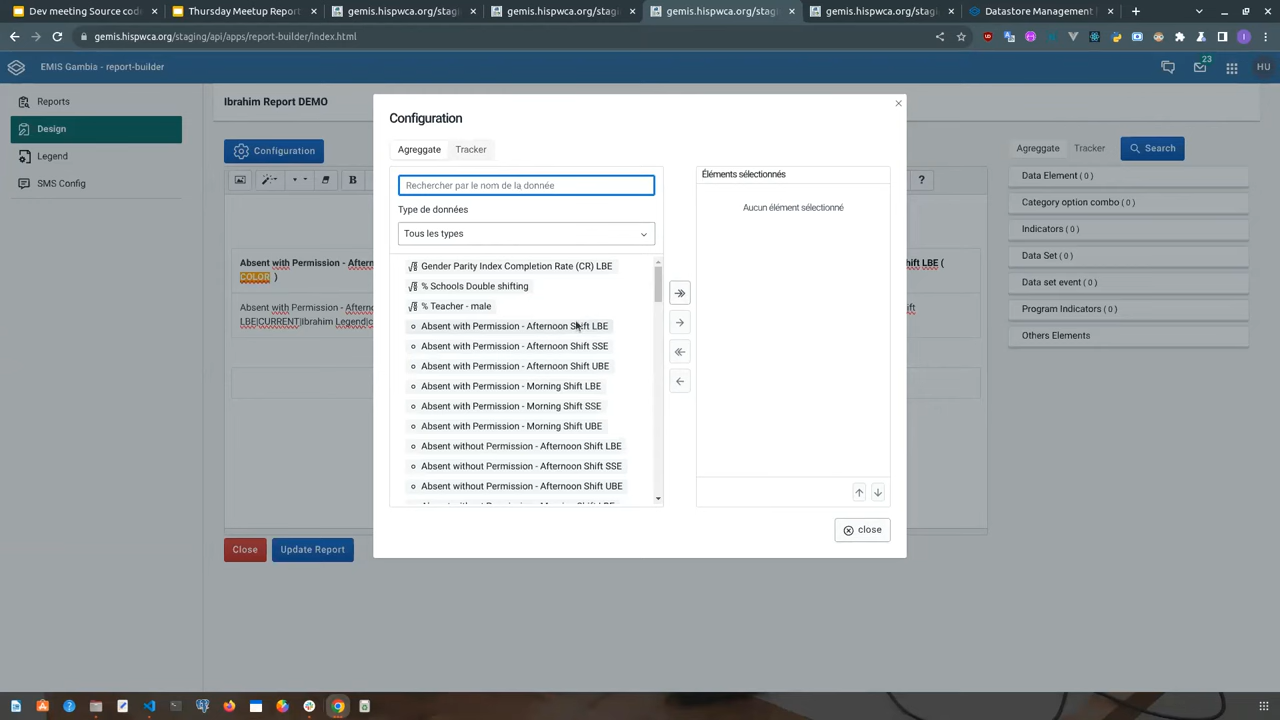 Dev meeting Source code
Thursday Meetup Report
gemis.hispwca.org/stagi
gemis.hispwca.org/stagi
gemis.hispwca.org/stagi
gemis.hispwca.org/stagi
Datastore Management |
gemis.hispwca.org/staging/api/apps/report-builder/index.html
EMIS Gambia - report-builder
23
HU
Reports
Design
Legend
SMS Config
Ibrahim Report DEMO
Configuration
B
?
Absent with Permission - Aftern
COLOR )
ft LBE (
Absent with Permission - Afterno
LBE|CURRENT)Ibrahim Legend|c
ft
Close
Update Report
Configuration
Agreggate
Tracker
Rechercher par le nom de la donnée
Type de données
Tous les types
Gender Parity Index Completion Rate (CR) LBE
% Schools Double shifting
% Teacher - male
Absent with Permission - Afternoon Shift LBE
Absent with Permission - Afternoon Shift SSE
Absent with Permission - Afternoon Shift UBE
Absent with Permission - Morning Shift LBE
Absent with Permission - Morning Shift SSE
Absent with Permission - Morning Shift UBE
Absent without Permission - Afternoon Shift LBE
Absent without Permission - Afternoon Shift SSE
Absent without Permission - Afternoon Shift UBE
Éléments sélectionnés
Aucun élément sélectionné
close
Agreggate
Tracker
Search
Data Element ( 0 )
Category option combo ( 0 )
Indicators ( 0 )
Data Set ( 0 )
Data set event ( 0 )
Program Indicators ( 0 )
Others Elements